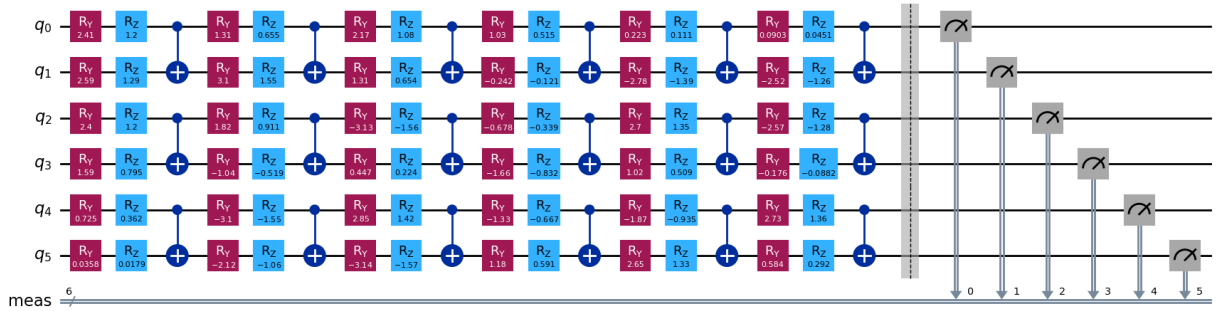 q0 RY 2.41 RZ 1.2 RY 1.31 RZ 0.655 RY 2.17 RZ 1.08 RY 1.03 RZ 0.515 RY 0.223 RZ 0.111 RY 0.0903 RZ 0.0451
q1 RY 2.59 RZ 1.29 RY 3.1 RZ 1.55 RY 1.31 RZ 0.654 RY −0.242 RZ −0.121 RY −2.78 RZ −1.39 RY −2.52 RZ −1.26
q2 RY 2.4 RZ 1.2 RY 1.82 RZ 0.911 RY −3.13 RZ −1.56 RY −0.678 RZ −0.339 RY 2.7 RZ 1.35 RY −2.57 RZ −1.28
q3 RY 1.59 RZ 0.795 RY −1.04 RZ −0.519 RY 0.447 RZ 0.224 RY −1.66 RZ −0.832 RY 1.02 RZ 0.509 RY −0.176 RZ −0.0882
q4 RY 0.725 RZ 0.362 RY −3.1 RZ −1.55 RY 2.85 RZ 1.42 RY −1.33 RZ −0.667 RY −1.87 RZ −0.935 RY 2.73 RZ 1.36
q5 RY 0.0358 RZ 0.0179 RY −2.12 RZ −1.06 RY −3.14 RZ −1.57 RY 1.18 RZ 0.591 RY 2.65 RZ 1.33 RY 0.584 RZ 0.292
meas 6 0 1 2 3 4 5